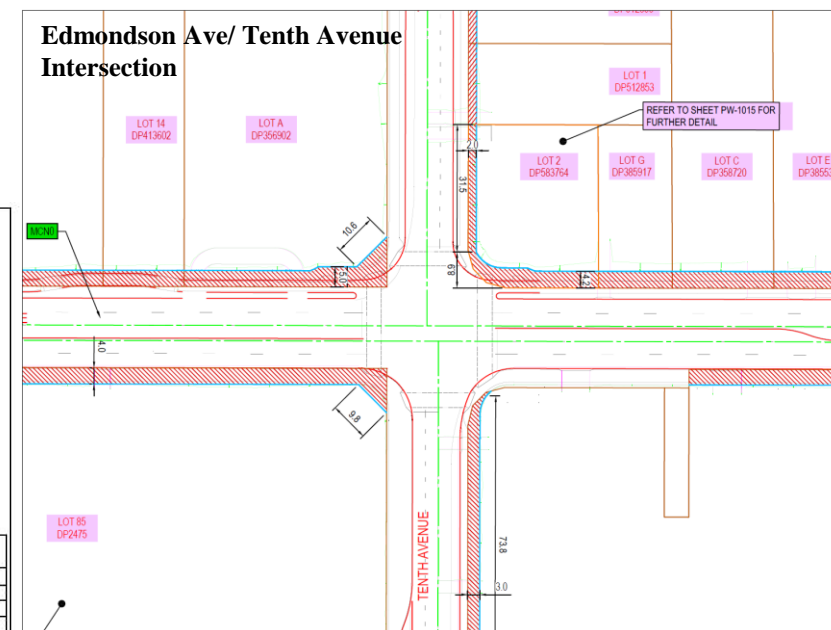 Edmondson Ave/ Tenth Avenue
Intersection
LOT 1
DP512853
REFER TO SHEET PW-1015 FOR
FURTHER DETAIL
LOT 14
DP413602
LOT A
DP356902
2.0
LOT 2
DP583764
LOT G
DP385917
LOT C
DP358720
LOT E
31.5
MCN0
10.6
5.0
6.8
4.2
4.0
9.8
LOT 85
DP2475
TENTH AVENUE
73.8
3.0